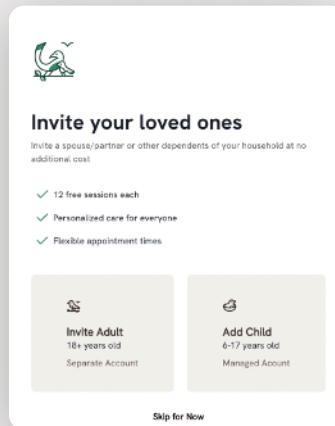 Invite your loved ones
Invite a spouse/partner or other dependents of your household at no
additional cost
12 free sessions each
Personalized care for everyone
Flexible appointment times
Invite Adult
18+ years old
Separate Account
Add Child
6-17 years old
Managed Acount
Skip for Now